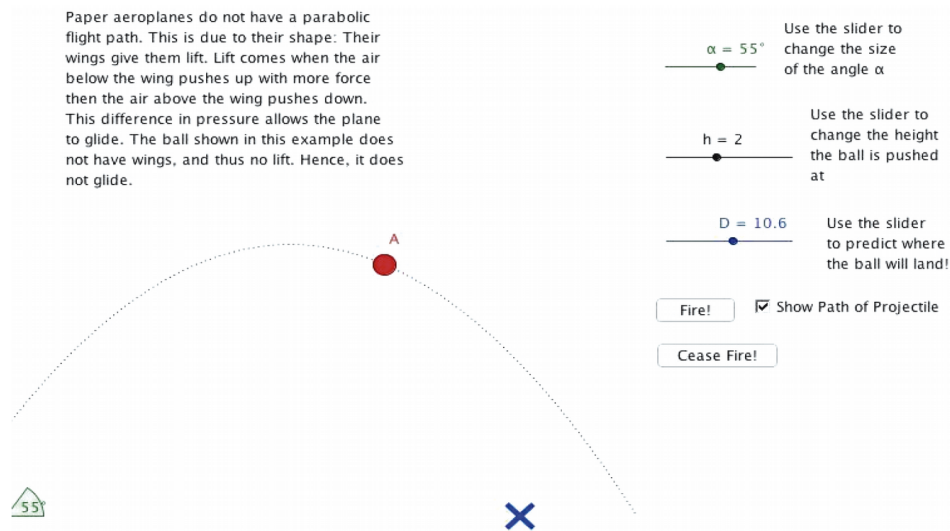 Paper aeroplanes do not have a parabolic
flight path. This is due to their shape: Their
wings give them lift. Lift comes when the air
below the wing pushes up with more force
then the air above the wing pushes down.
This difference in pressure allows the plane
to glide. The ball shown in this example does
not have wings, and thus no lift. Hence, it does
not glide.
α = 55°
Use the slider to
change the size
of the angle α
h = 2
Use the slider to
change the height
the ball is pushed
at
D = 10.6
Use the slider
to predict where
the ball will land!
Fire!
Show Path of Projectile
Cease Fire!
A
55°